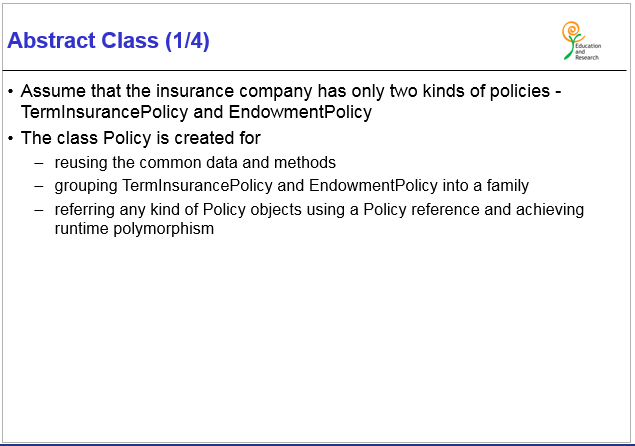 Abstract Class (1/4)
Education
and
Research
• Assume that the insurance company has only two kinds of policies -
TermInsurancePolicy and EndowmentPolicy
• The class Policy is created for
– reusing the common data and methods
– grouping TermInsurancePolicy and EndowmentPolicy into a family
– referring any kind of Policy objects using a Policy reference and achieving
runtime polymorphism